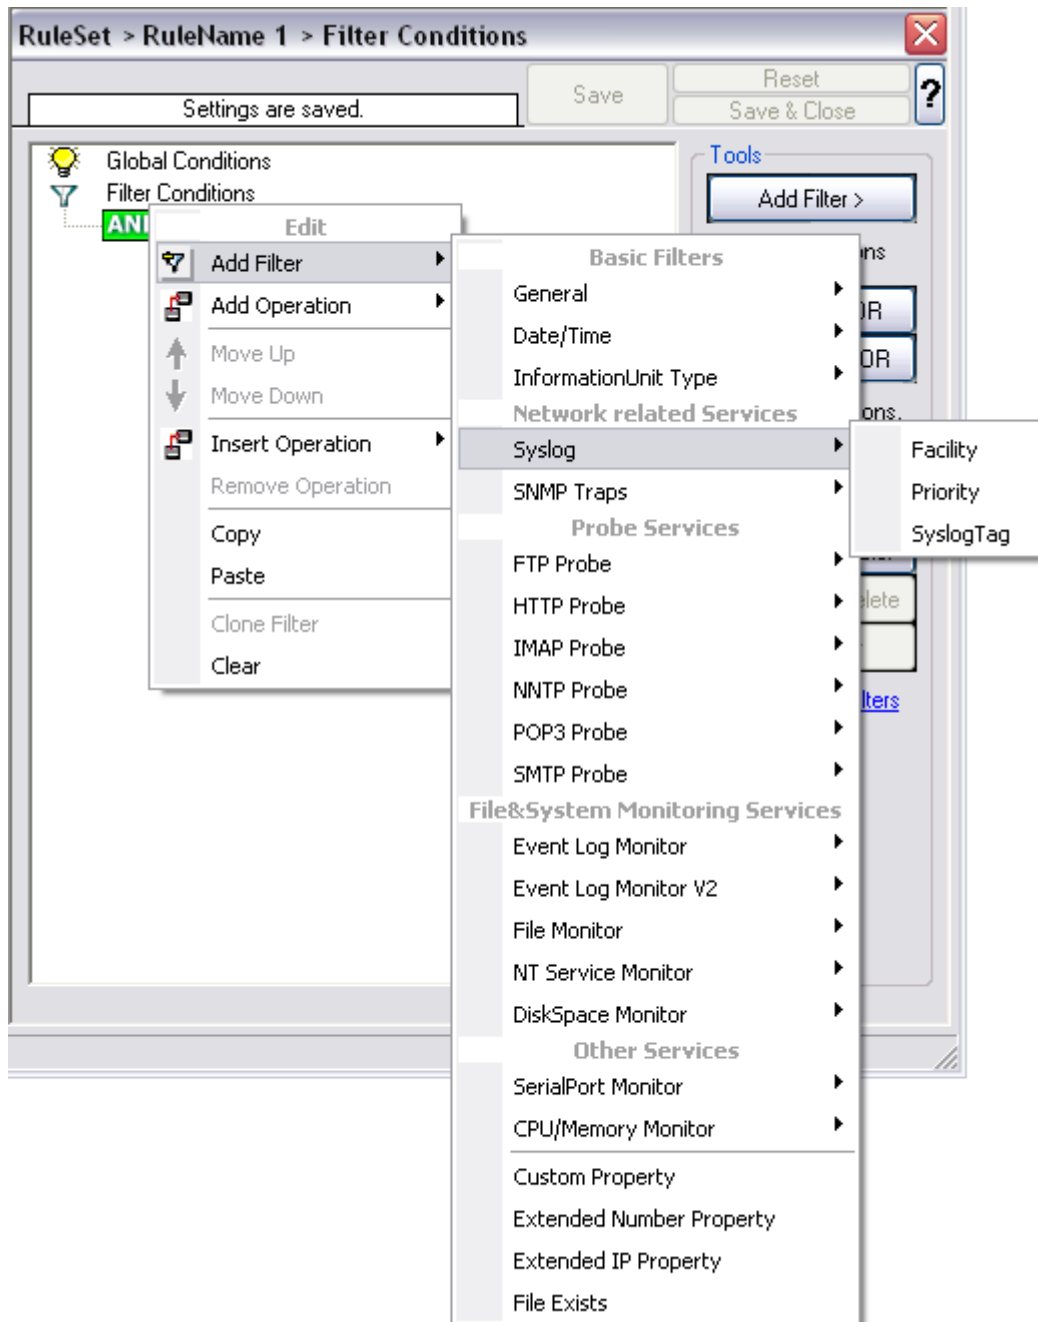 RuleSet > RuleName 1 > Filter Conditions
Settings are saved.
Save
Reset
Save & Close
?
Global Conditions
Filter Conditions
Tools
Add Filter >
Edit
Add Filter
Add Operation
Move Up
Move Down
Insert Operation
Remove Operation
Copy
Paste
Clone Filter
Clear
Basic Filters
General
Date/Time
InformationUnit Type
Network related Services
Syslog
SNMP Traps
Probe Services
FTP Probe
HTTP Probe
IMAP Probe
NNTP Probe
POP3 Probe
SMTP Probe
File&System Monitoring Services
Event Log Monitor
Event Log Monitor V2
File Monitor
NT Service Monitor
DiskSpace Monitor
Other Services
SerialPort Monitor
CPU/Memory Monitor
Custom Property
Extended Number Property
Extended IP Property
File Exists
Facility
Priority
SyslogTag